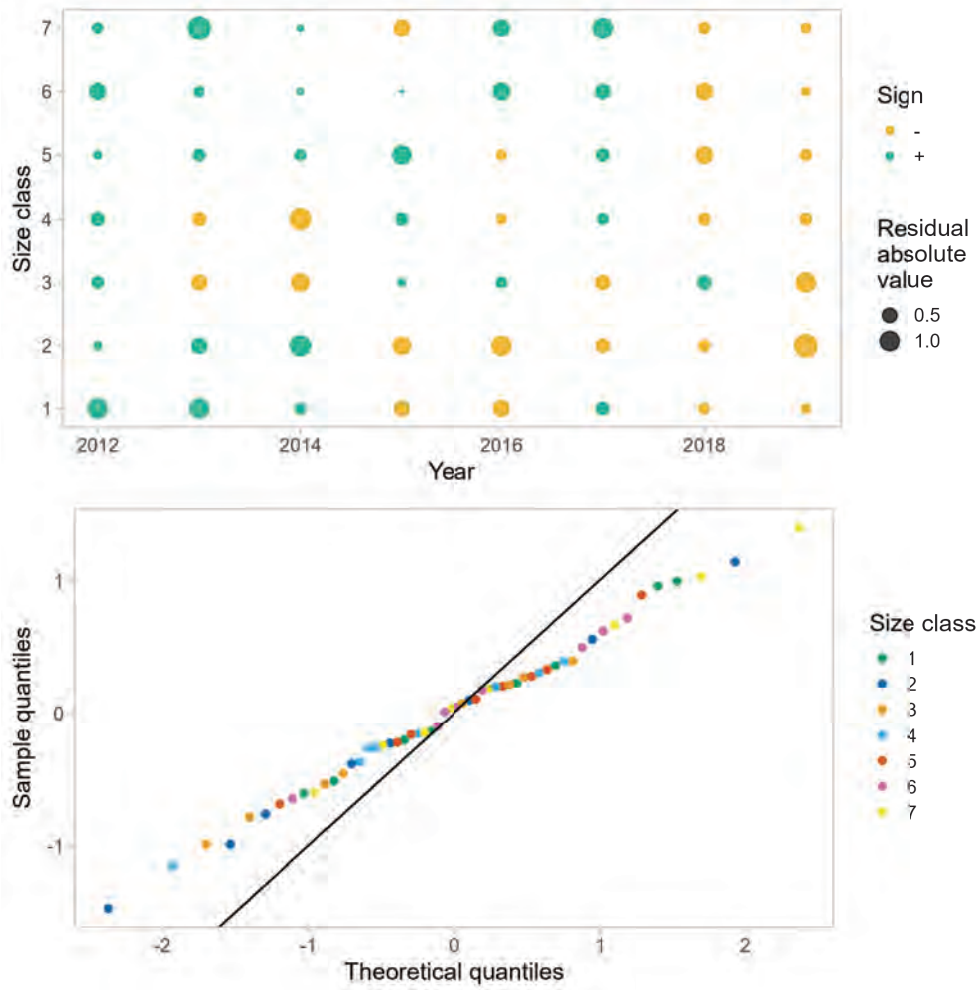 7
6
5
4
3
2
1
Size class
2012 2014 2016 2018
Year
Sign
-
+
Residual
absolute
value
0.5
1.0
1
0
-1
Sample quantiles
-2 -1 0 1 2
Theoretical quantiles
Size class
1
2
3
4
5
6
7